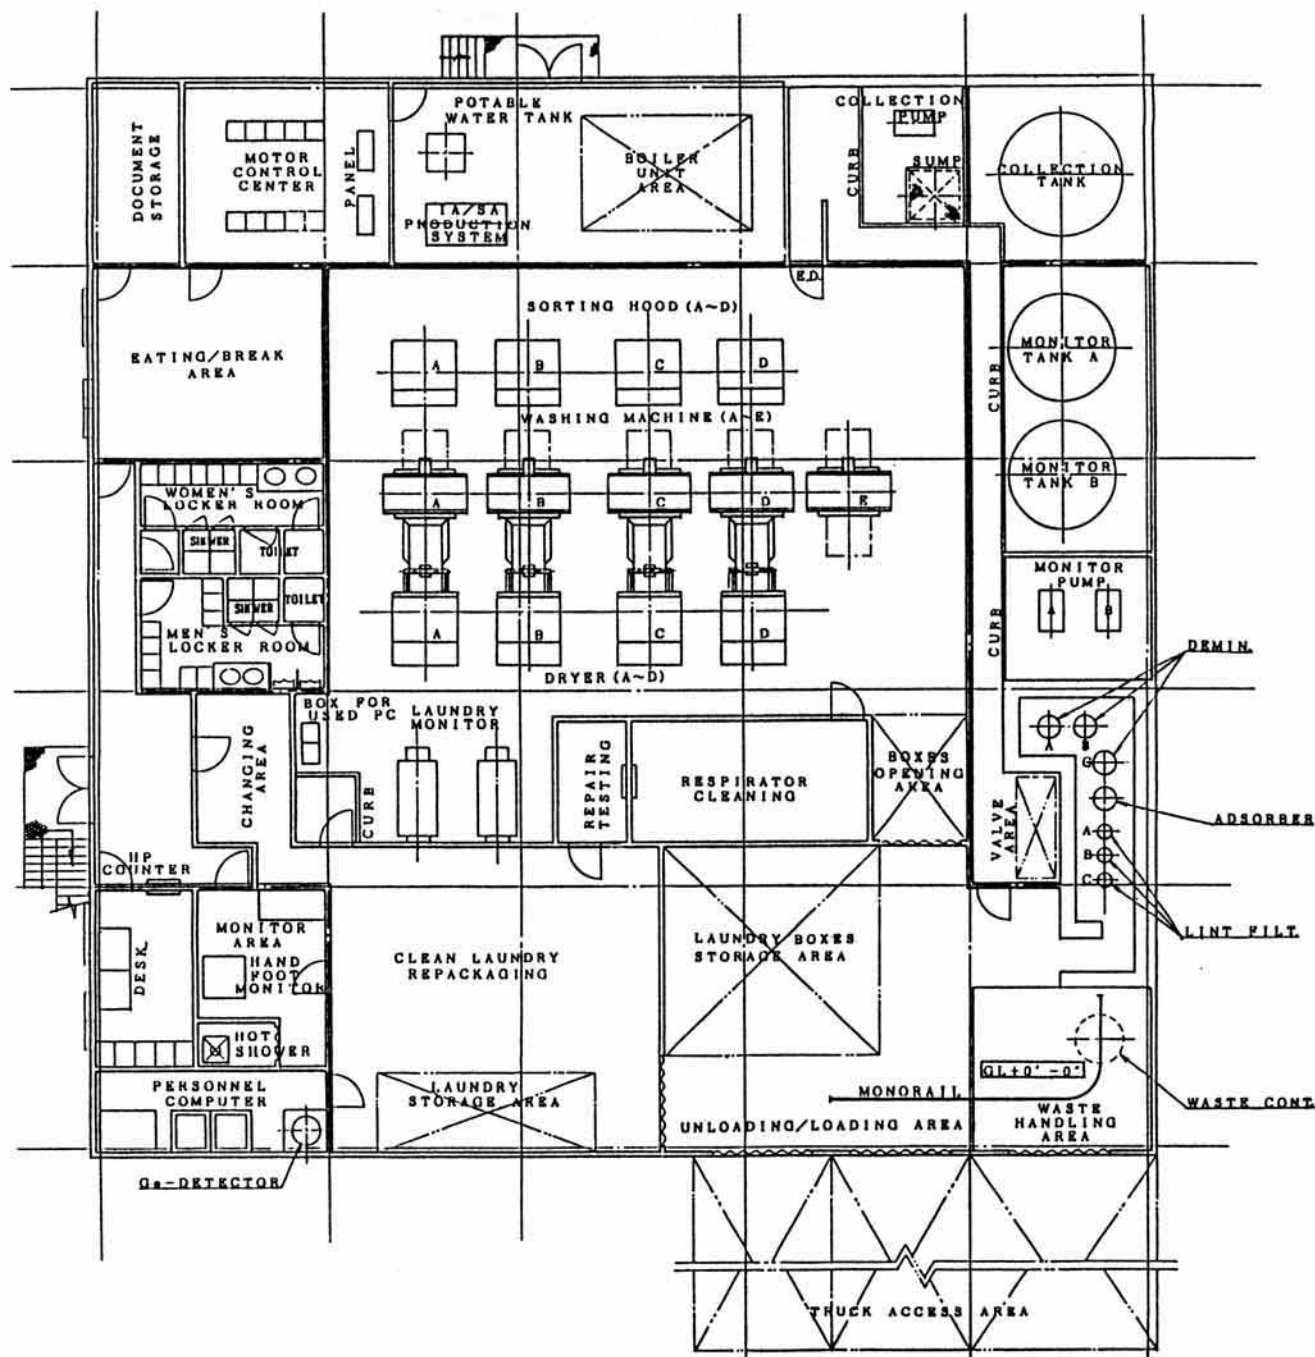 DOCUMENT
STORAGE
MOTOR
CONTROL
CENTER
PANEL
POTABLE
WATER TANK
IA/SA
PRODUCTION
SYSTEM
BOILER
UNIT
AREA
CURB
COLLECTION
PUMP
SUMP
COLLECTION
TANK
E.D.
EATING/BREAK
AREA
SORTING HOOD (A~D)
A
B
C
D
WASHING MACHINE (A~E)
A
B
C
D
E
A
B
C
D
DRYER (A~D)
CURB
MONITOR
TANK A
MONITOR
TANK B
WOMEN'S
LOCKER ROOM
SHWER
TOILET
SHWER
TOILET
MEN'S
LOCKER ROOM
CURB
MONITOR
PUMP
A
B
DEMIN.
A
B
C
ADSORBER
A
B
C
LINT FILT.
CHANGING
AREA
BOX FOR
USED PC
LAUNDRY
MONITOR
CURB
REPAIR
TESTING
RESPIRATOR
CLEANING
BOXES
OPENING
AREA
VALVE
AREA
HP
COUNTER
DESK
MONITOR
AREA
HAND
FOOT
MONITOR
HOT
SHOWER
CLEAN LAUNDRY
REPACKAGING
LAUNDRY BOXES
STORAGE AREA
PERSONNEL
COMPUTER
Ge-DETECTOR
LAUNDRY
STORAGE AREA
MONORAIL
UNLOADING/LOADING AREA
GL+0'-0"
WASTE
HANDLING
AREA
WASTE CONT.
TRUCK ACCESS AREA